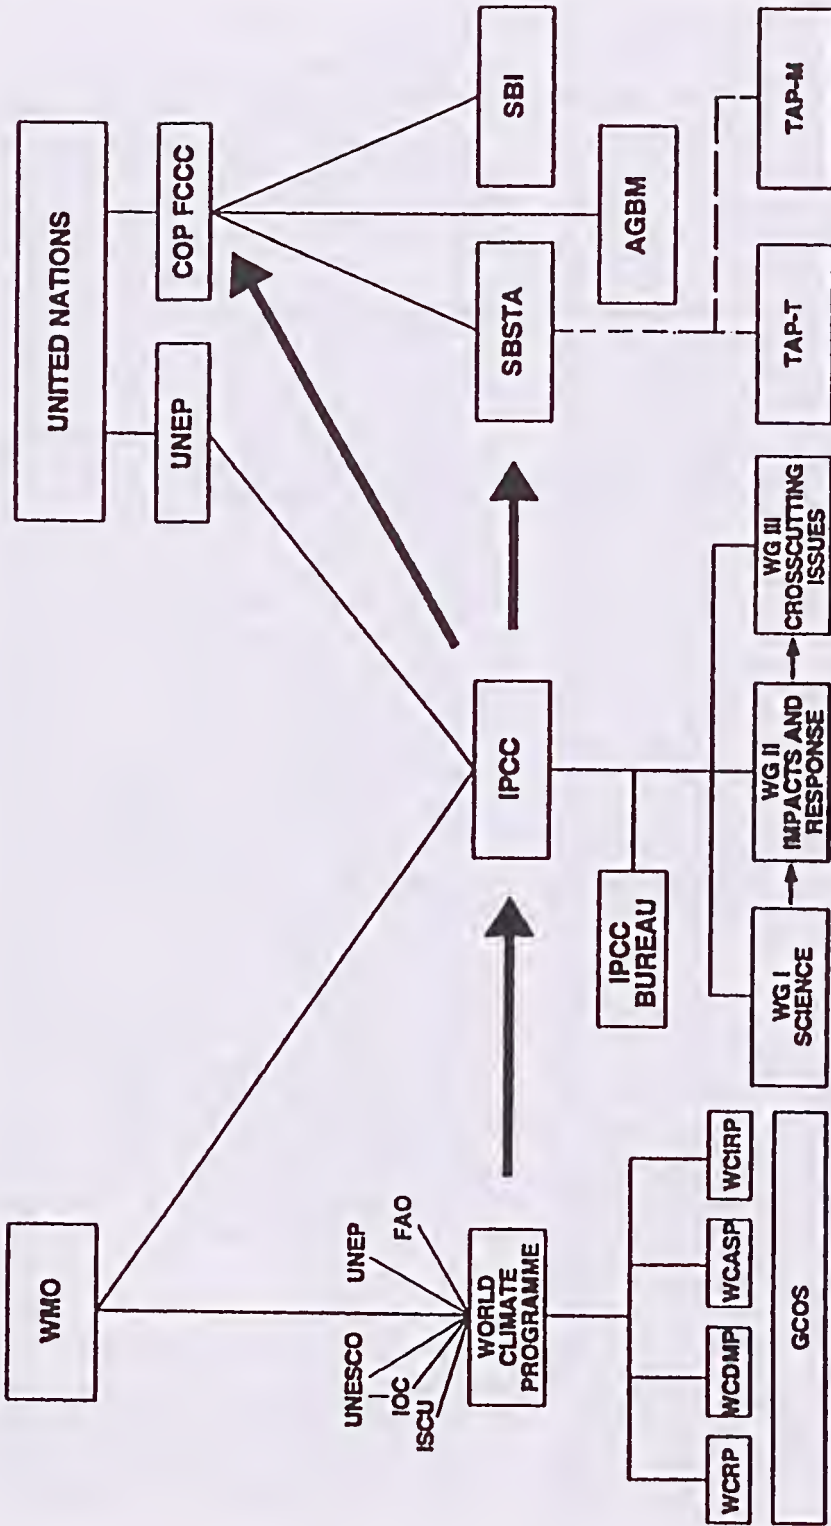 WMO
UNITED NATIONS
UNEP
COP FCCC
UNESCO
IOC
ISCU
UNEP
FAO
WORLD
CLIMATE
PROGRAMME
IPCC
SBSTA
SBI
IPCC
BUREAU
AGBM
WCRP
WCDMP
WCASP
WCIRP
GCOS
WG I
SCIENCE
WG II
IMPACTS AND
RESPONSE
WG III
CROSSCUTTING
ISSUES
TAP-T
TAP-M